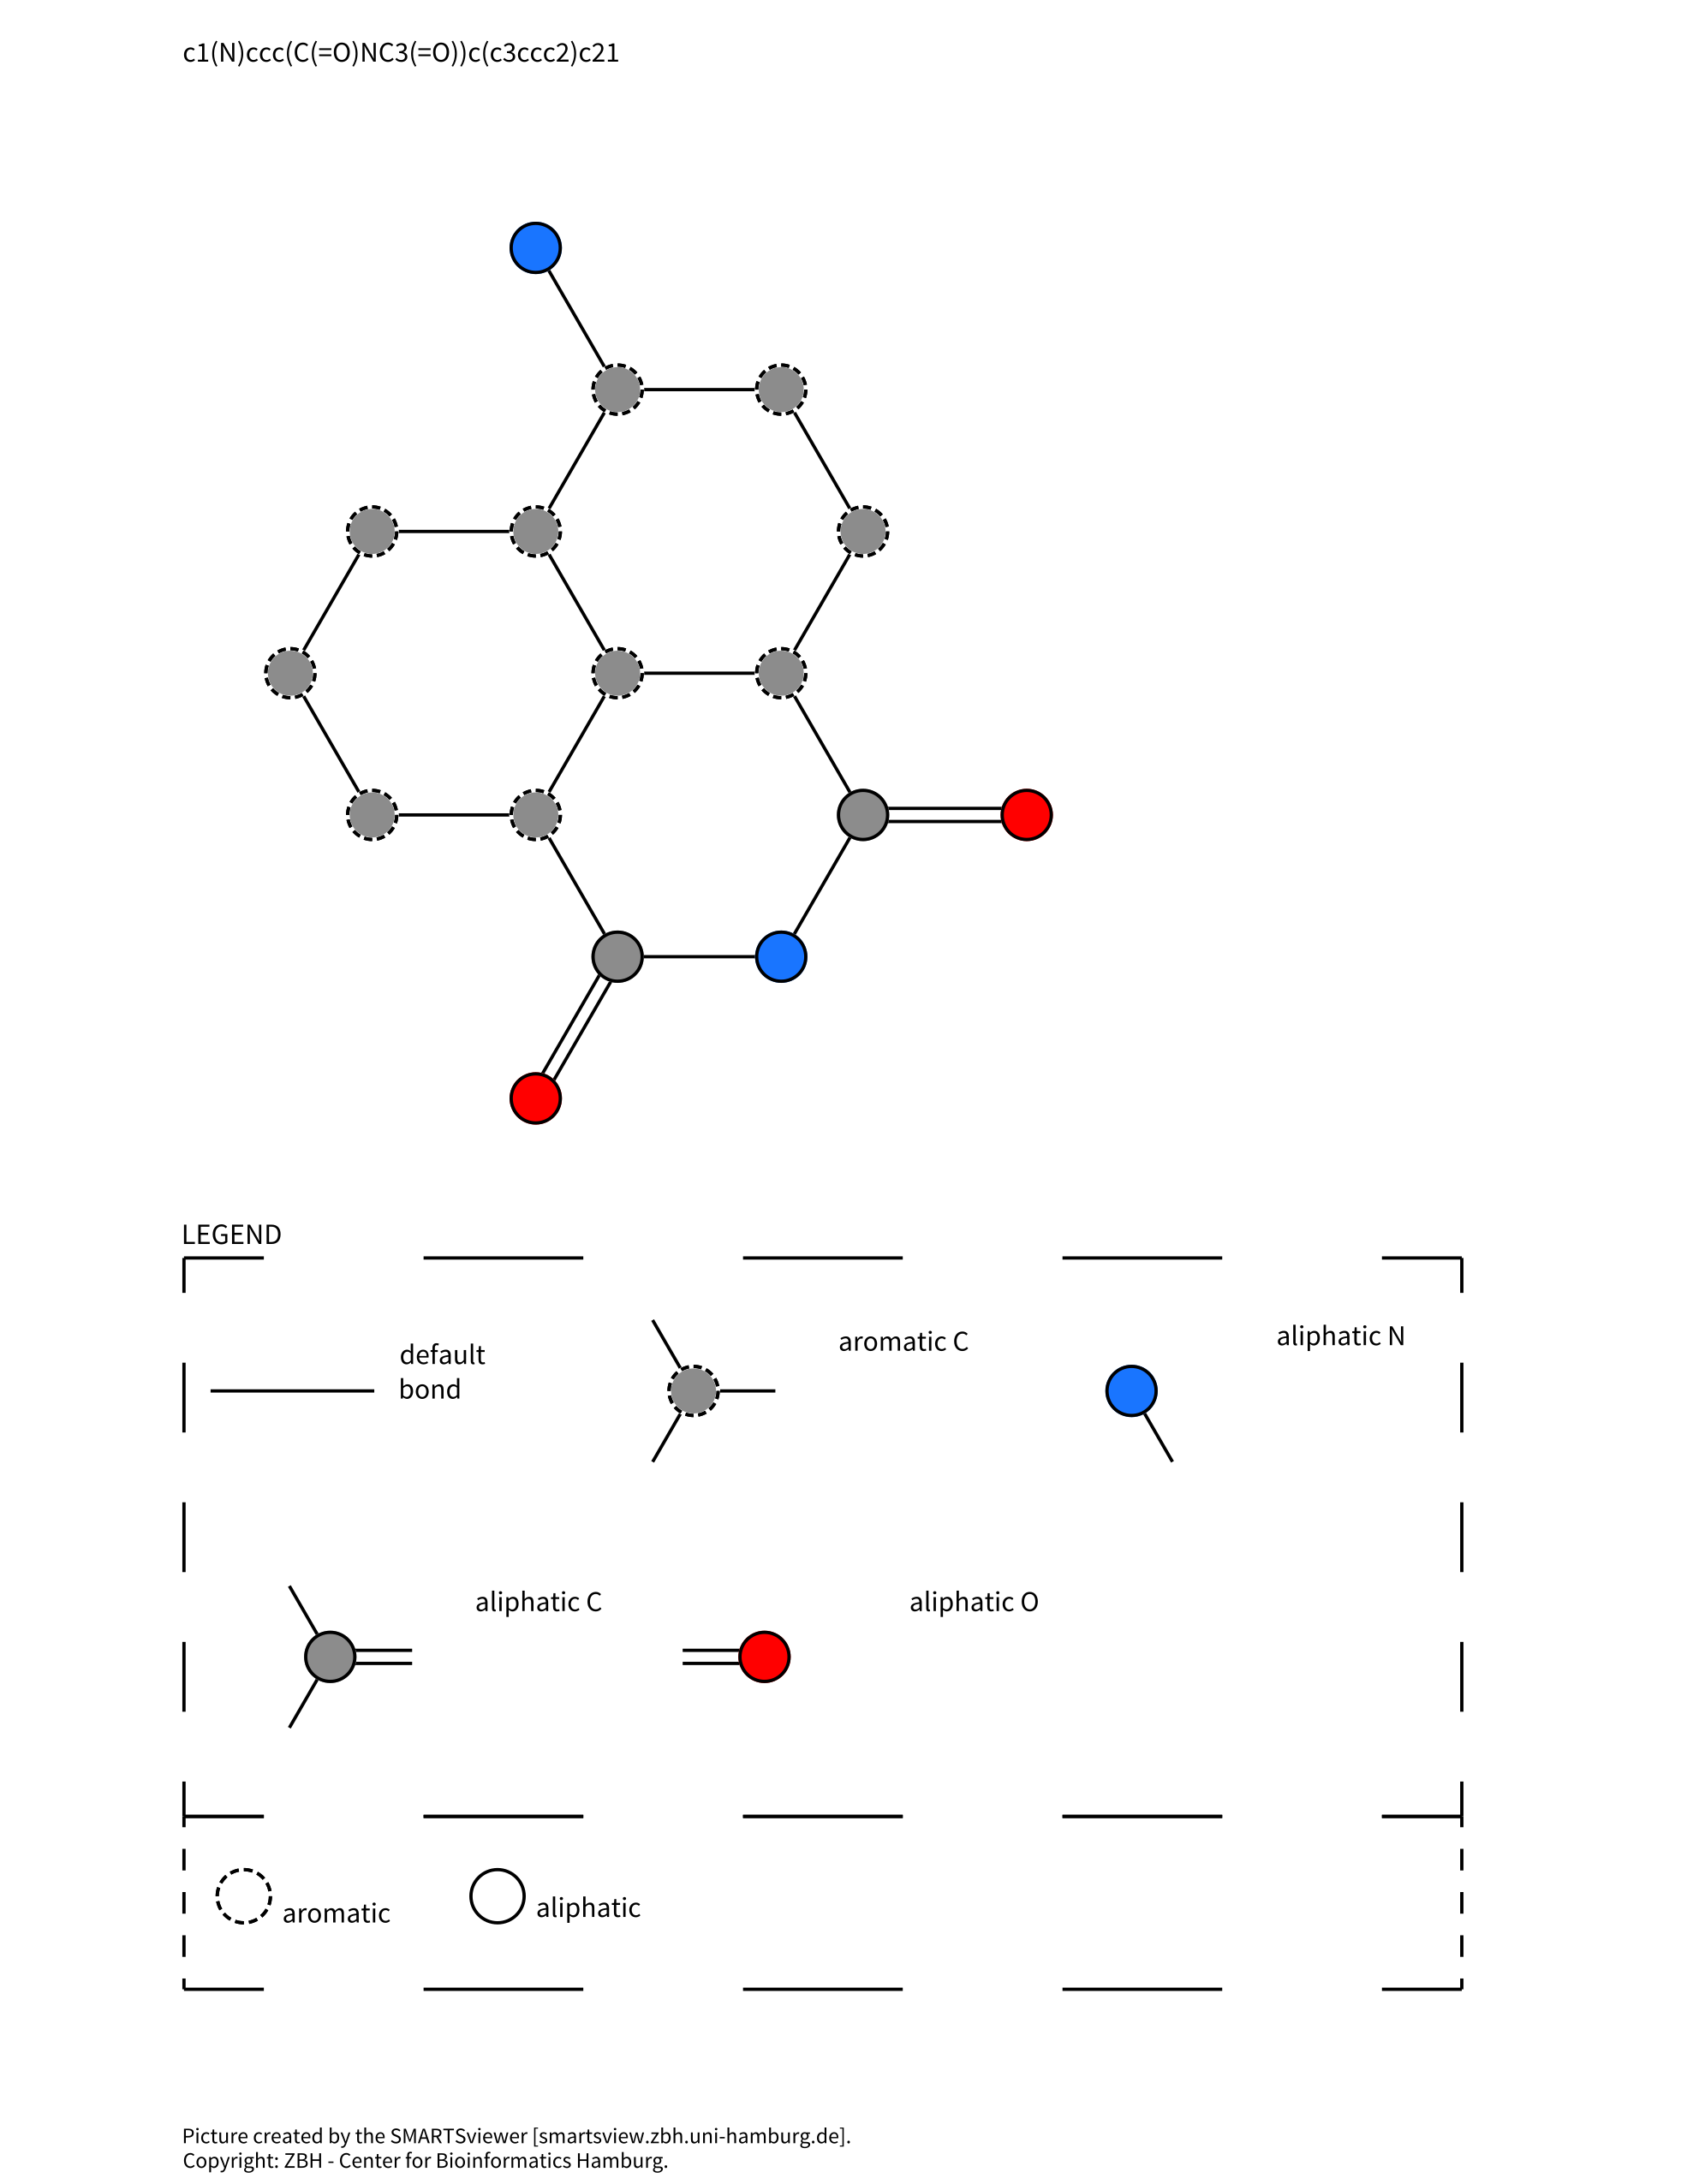 c1(N)ccc(C(=O)NC3(=O))c(c3ccc2)c21
LEGEND
default
bond
aromatic C
aliphatic N
aliphatic C
aliphatic O
aromatic
aliphatic
Picture created by the SMARTSviewer [smartsview.zbh.uni-hamburg.de].
Copyright: ZBH - Center for Bioinformatics Hamburg.